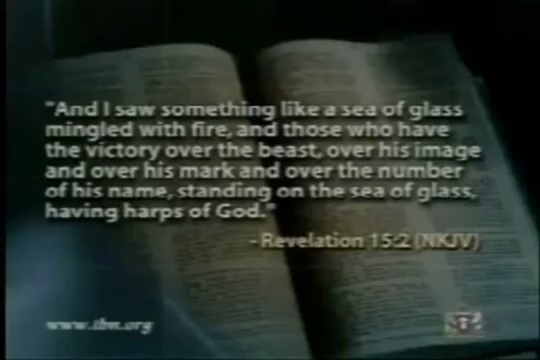 "And I saw something like a sea of glass
mingled with fire, and those who have
the victory over the beast, over his image
and over his mark and over the number
of his name, standing on the sea of glass,
having harps of God."
- Revelation 15:2 (NKJV)
www.tbn.org